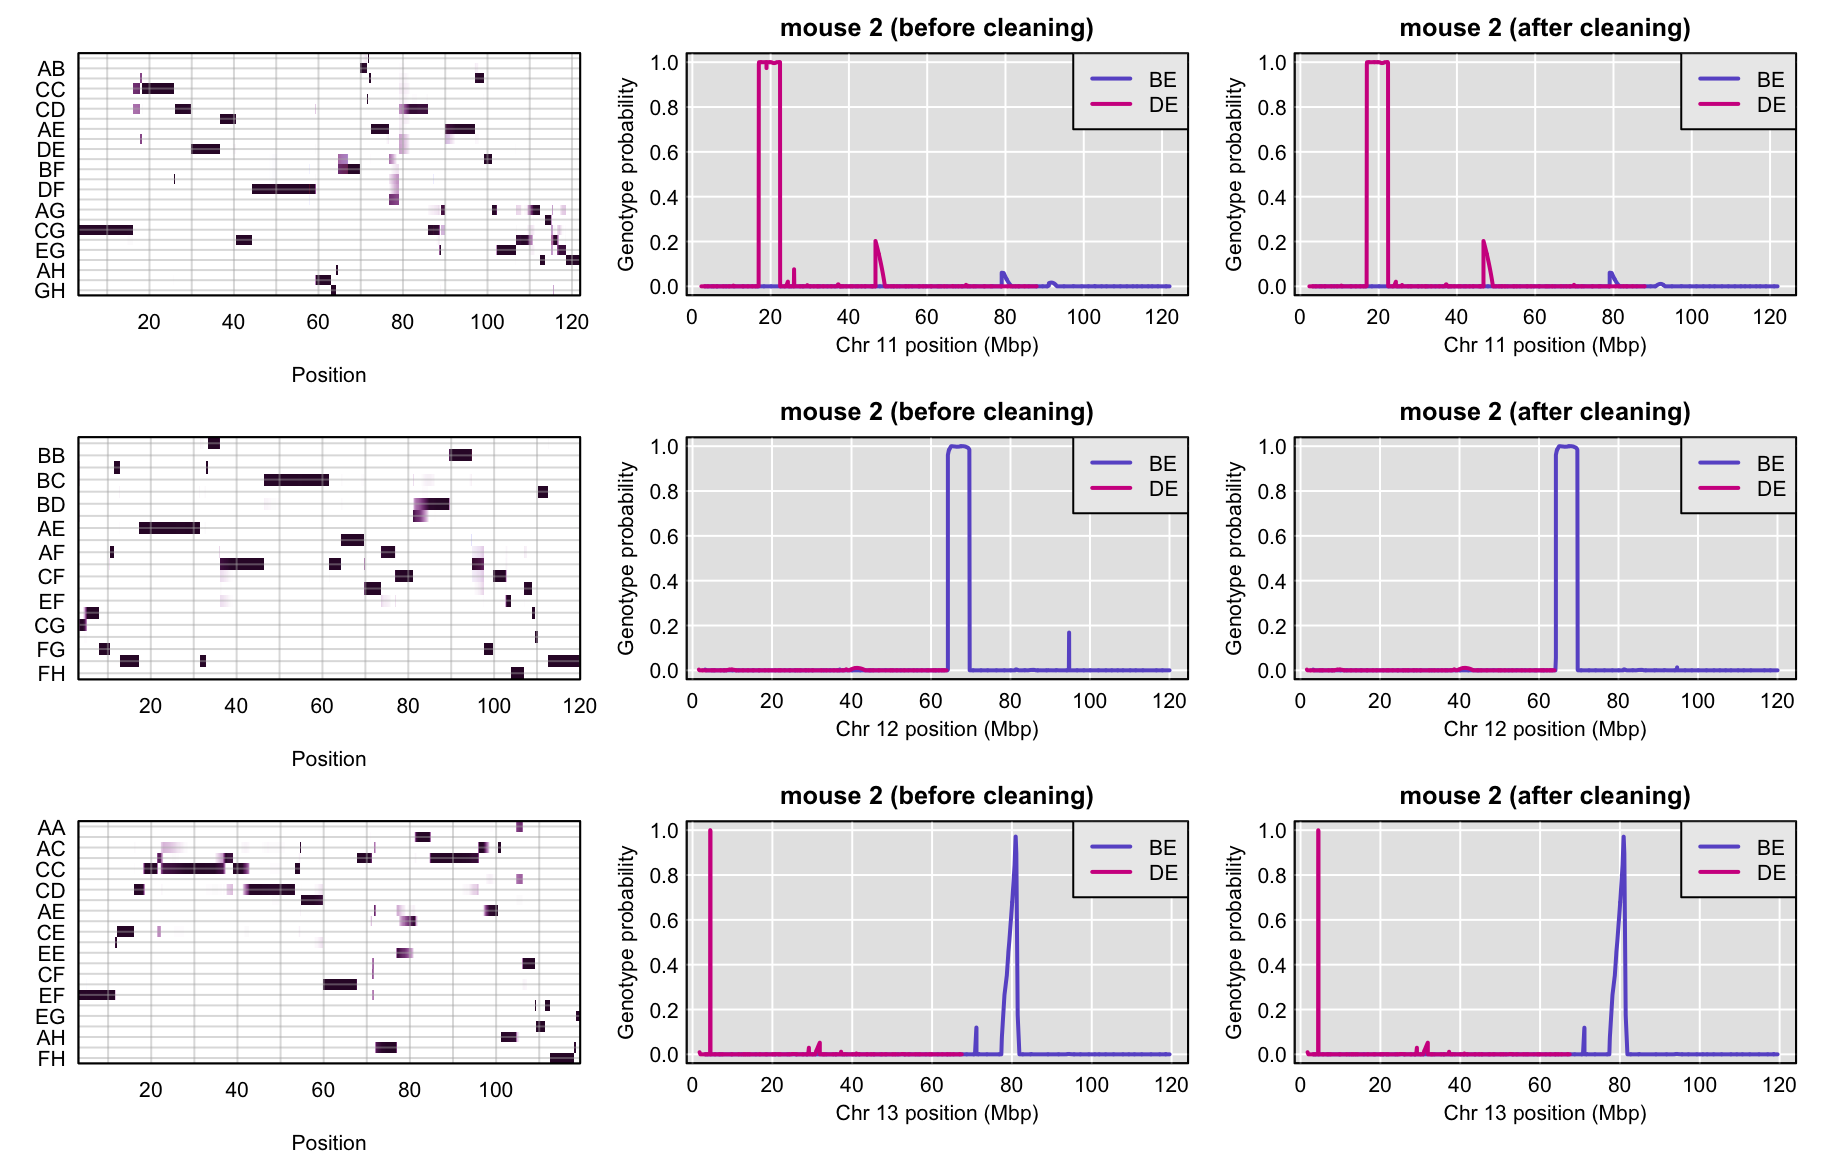 AB
CC
CD
AE
DE
BF
DF
AG
CG
EG
AH
GH
20 40 60 80 100 120
Position
mouse 2 (before cleaning)
Genotype probability
1.0
0.8
0.6
0.4
0.2
0.0
BE
DE
0 20 40 60 80 100 120
Chr 11 position (Mbp)
mouse 2 (after cleaning)
Genotype probability
1.0
0.8
0.6
0.4
0.2
0.0
BE
DE
0 20 40 60 80 100 120
Chr 11 position (Mbp)
BB
BC
BD
AE
AF
CF
EF
CG
FG
FH
20 40 60 80 100 120
Position
mouse 2 (before cleaning)
Genotype probability
1.0
0.8
0.6
0.4
0.2
0.0
BE
DE
0 20 40 60 80 100 120
Chr 12 position (Mbp)
mouse 2 (after cleaning)
Genotype probability
1.0
0.8
0.6
0.4
0.2
0.0
BE
DE
0 20 40 60 80 100 120
Chr 12 position (Mbp)
AA
AC
CC
CD
AE
CE
EE
CF
EF
EG
AH
FH
20 40 60 80 100
Position
mouse 2 (before cleaning)
Genotype probability
1.0
0.8
0.6
0.4
0.2
0.0
BE
DE
0 20 40 60 80 100 120
Chr 13 position (Mbp)
mouse 2 (after cleaning)
Genotype probability
1.0
0.8
0.6
0.4
0.2
0.0
BE
DE
0 20 40 60 80 100 120
Chr 13 position (Mbp)